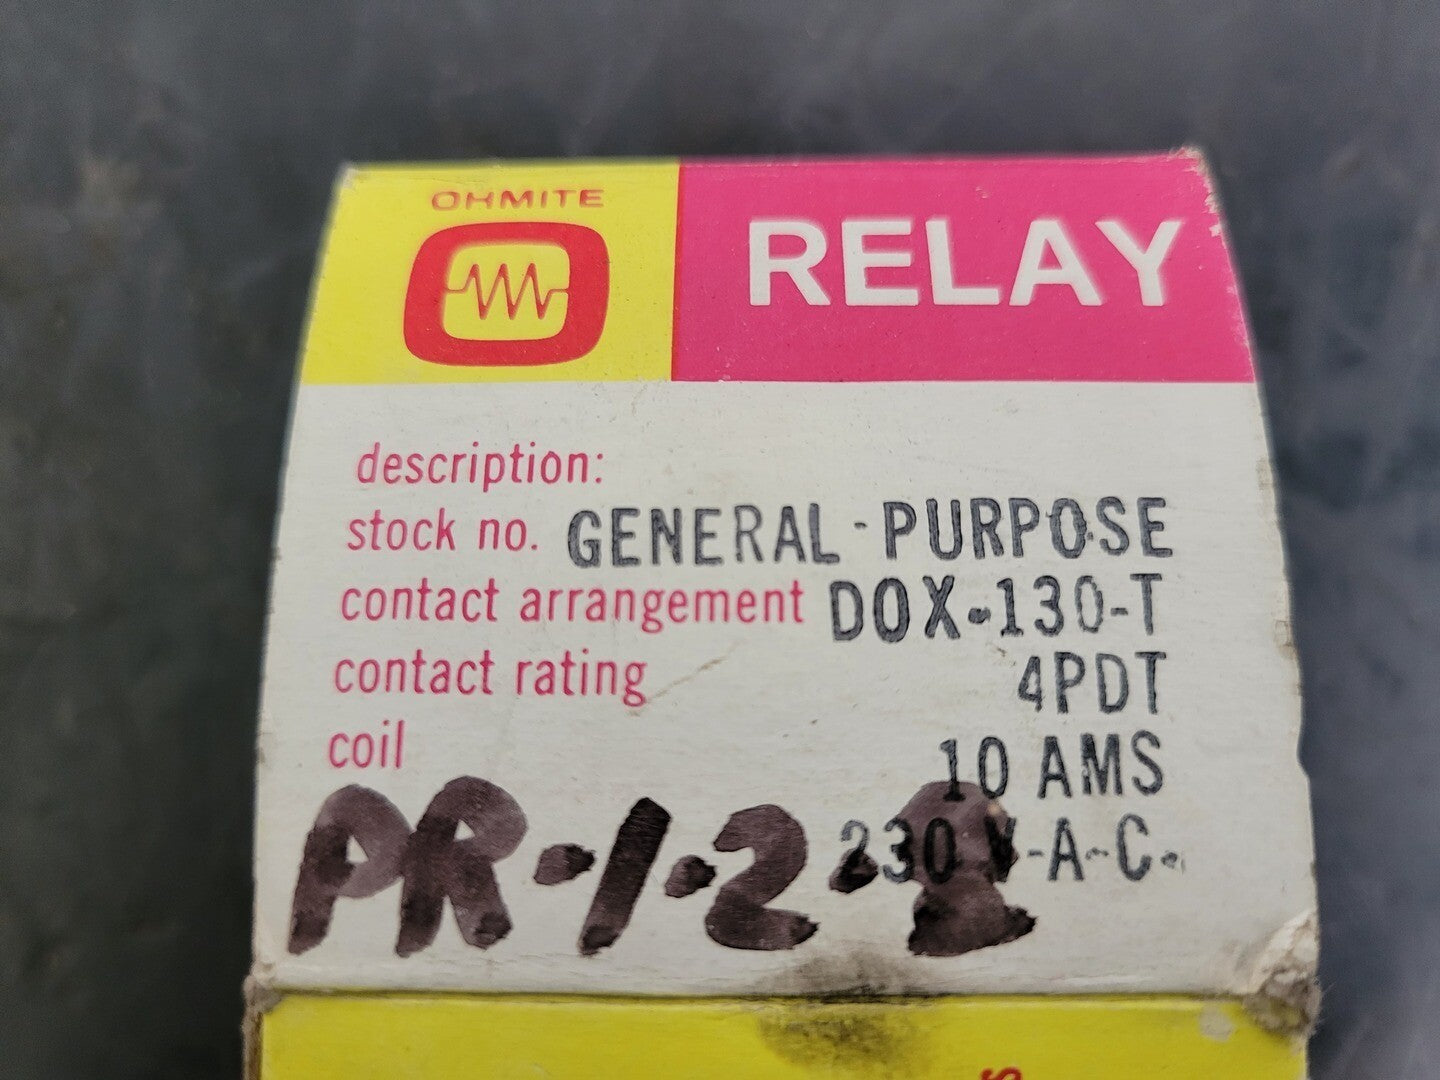 OHMITE
RELAY
description:
stock no. GENERAL-PURPOSE
contact arrangement DOX-130-T
contact rating 4PDT
coil 10 AMS
230 V-A-C.
PR-1-2-